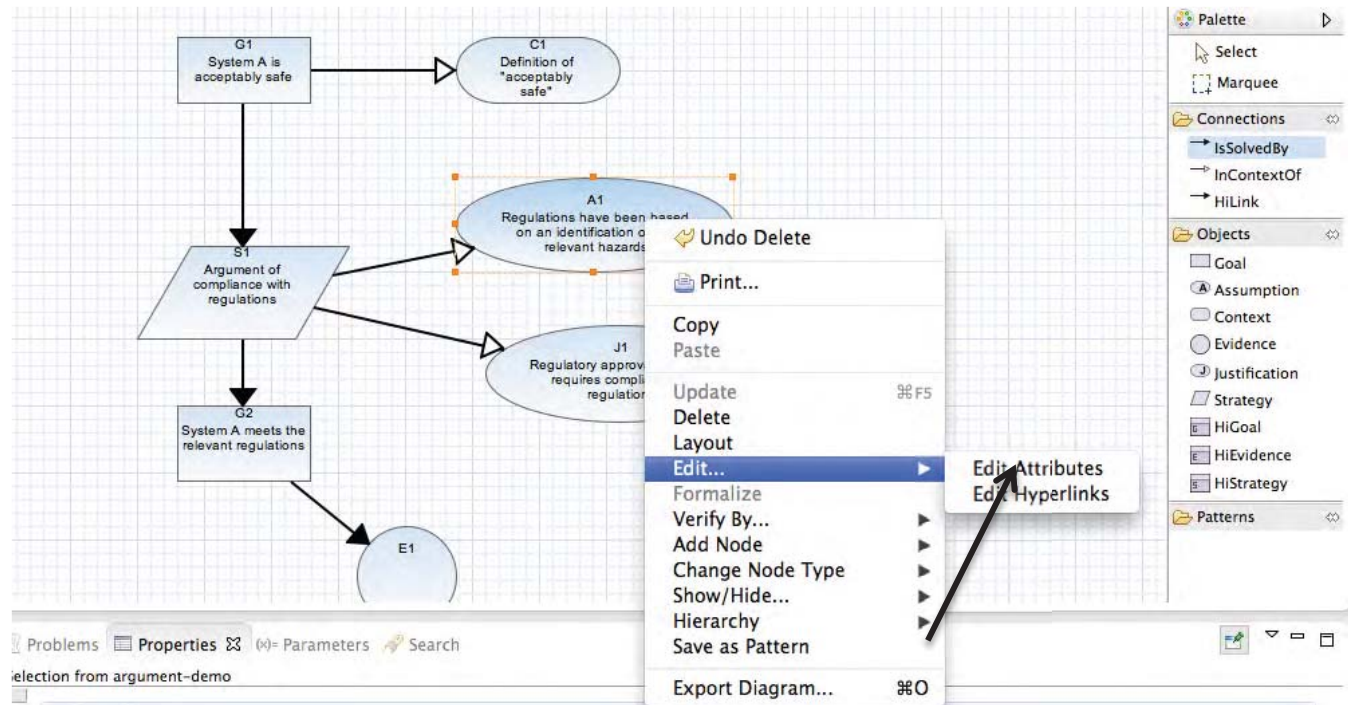 G1
System A is
acceptably safe
C1
Definition of
"acceptably
safe"
A1
Regulations have been based
on an identification o
relevant hazards
S1
Argument of
compliance with
regulations
J1
Regulatory approv
requires compli
regulation
G2
System A meets the
relevant regulations
E1
Undo Delete
Print...
Copy
Paste
Update ⌘F5
Delete
Layout
Edit...
Formalize
Verify By...
Add Node
Change Node Type
Show/Hide...
Hierarchy
Save as Pattern
Export Diagram... ⌘O
Edit Attributes
Edit Hyperlinks
Palette
Select
Marquee
Connections
IsSolvedBy
InContextOf
HiLink
Objects
Goal
A Assumption
Context
Evidence
J Justification
Strategy
G HiGoal
E HiEvidence
S HiStrategy
Patterns
Problems Properties (x)= Parameters Search
election from argument-demo